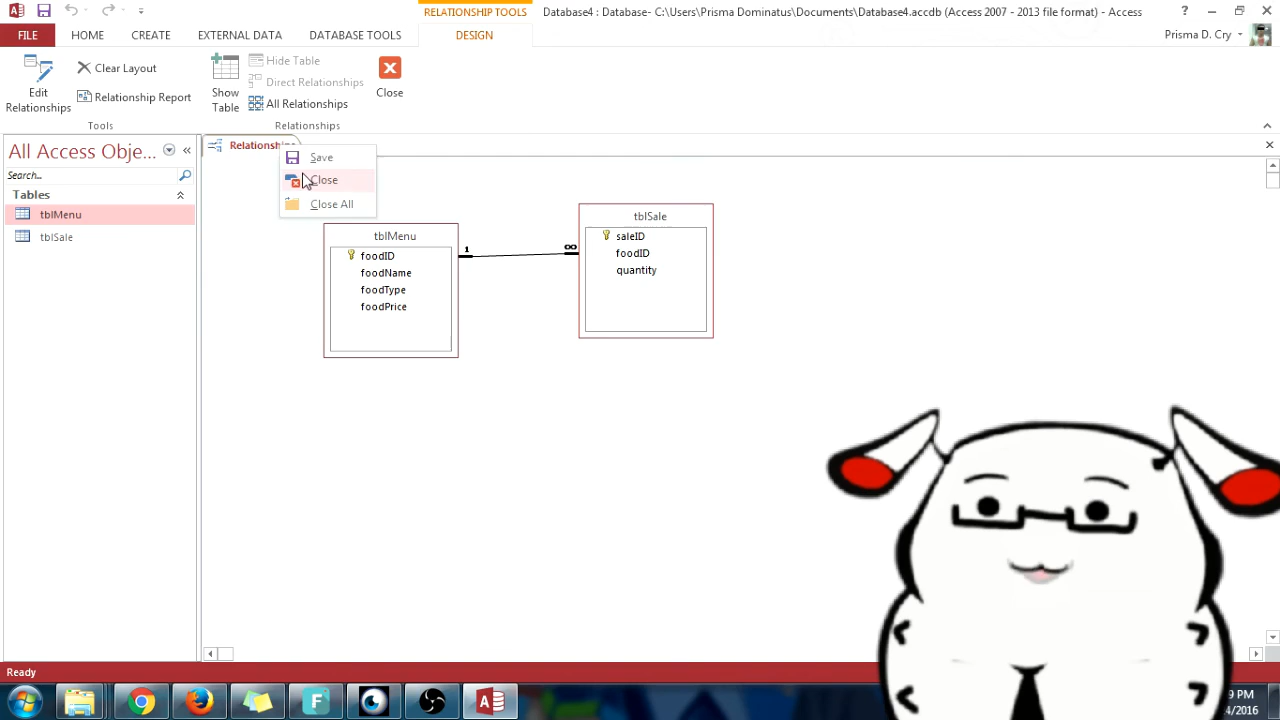 RELATIONSHIP TOOLS
Database4 : Database- C:\Users\Prisma Dominatus\Documents\Database4.accdb (Access 2007 - 2013 file format) - Access
?
FILE
HOME
CREATE
EXTERNAL DATA
DATABASE TOOLS
DESIGN
Prisma D. Cry
Edit
Relationships
Clear Layout
Relationship Report
Tools
Show
Table
Hide Table
Direct Relationships
All Relationships
Close
Relationships
All Access Obje...
Search...
Tables
tblMenu
tblSale
Save
Close
Close All
tblMenu
foodID
foodName
foodType
foodPrice
1
∞
tblSale
saleID
foodID
quantity
Ready
9 PM
4/2016